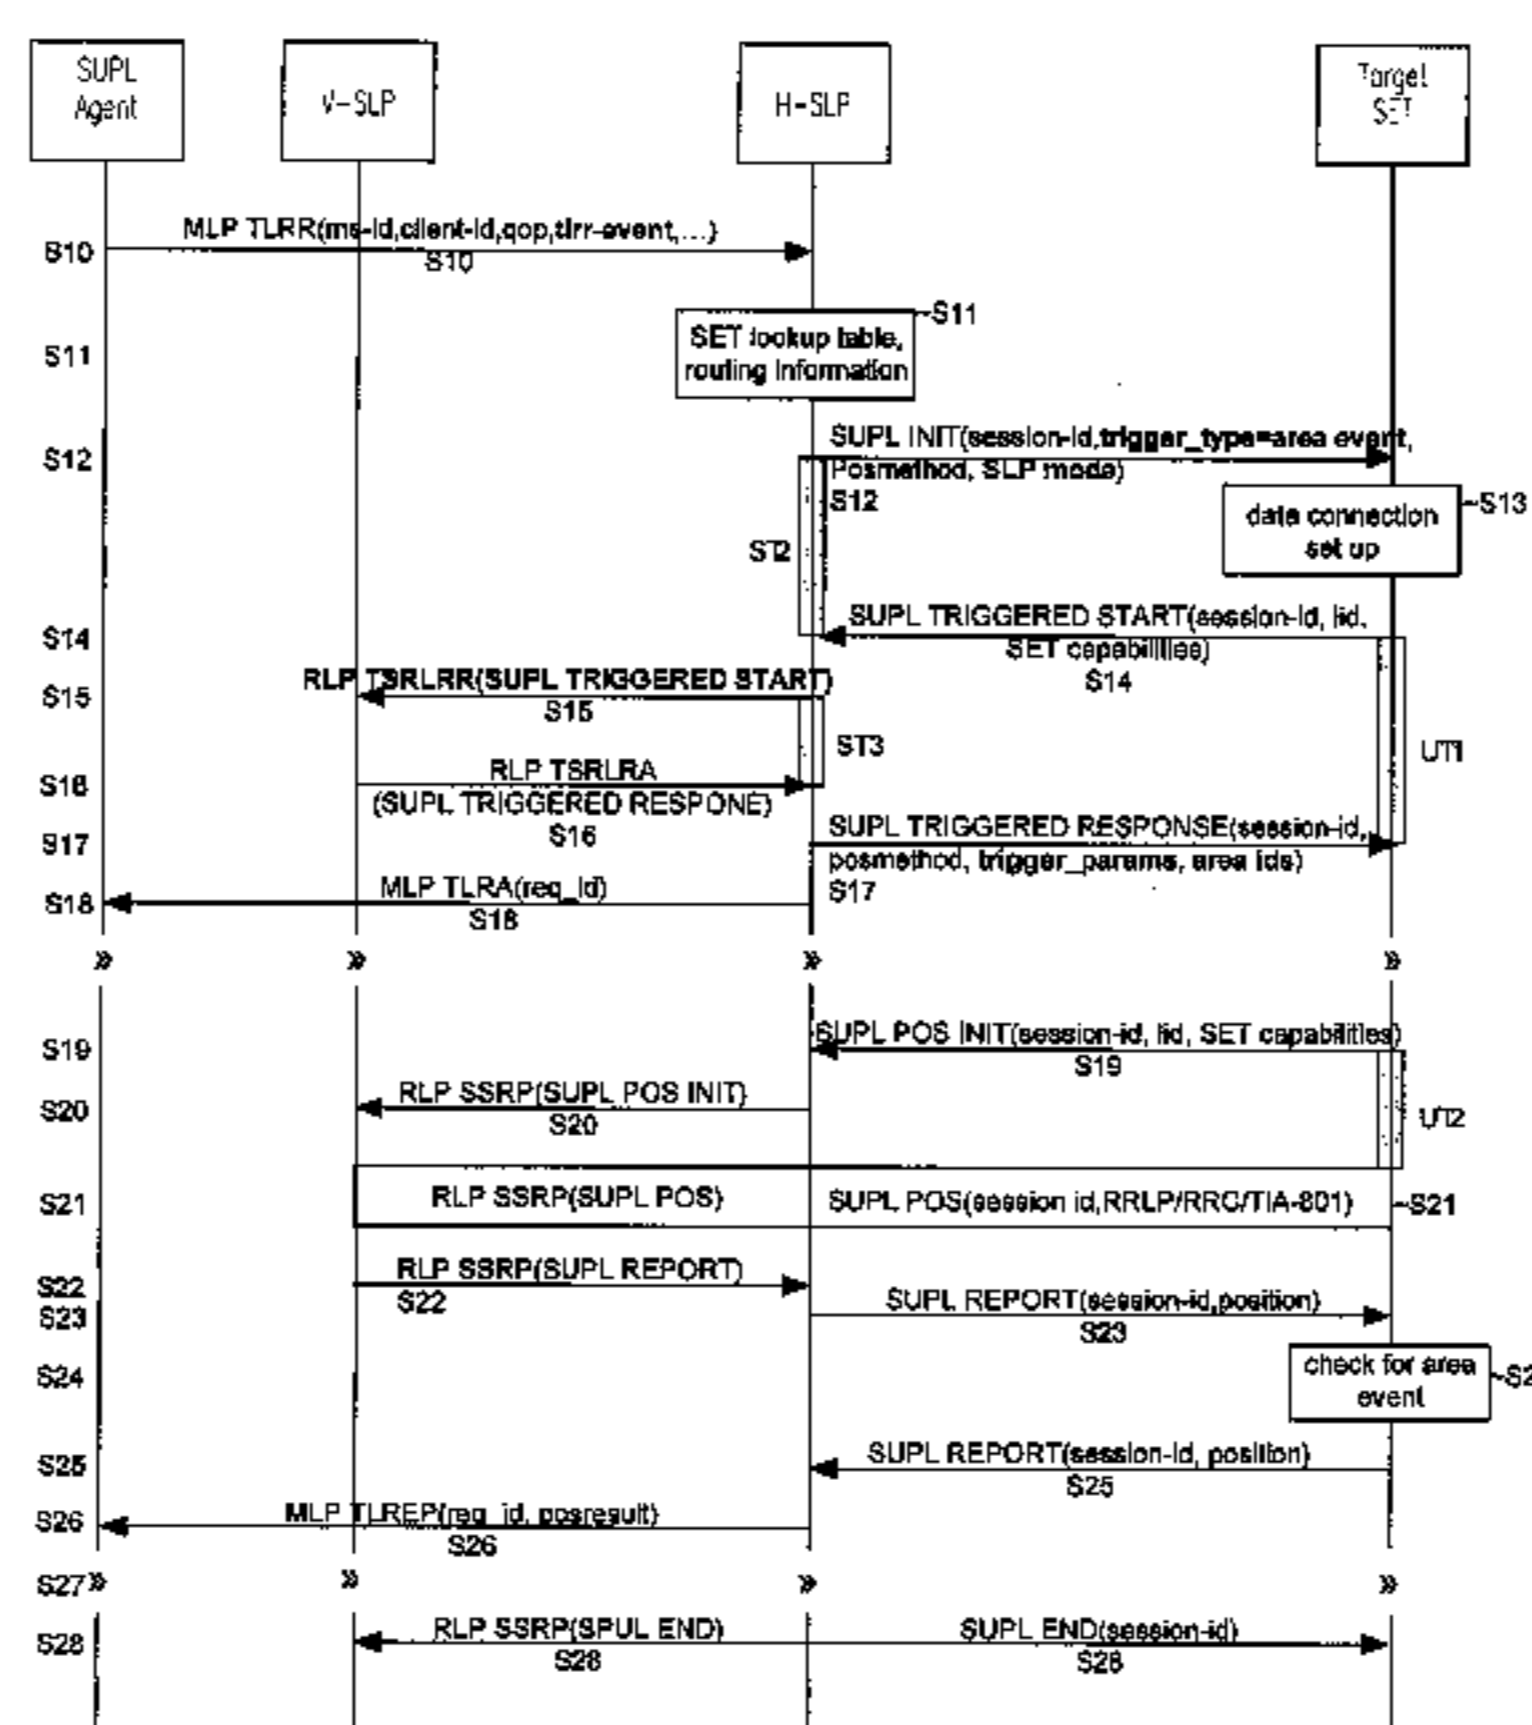 SUPL
Agent
V-SLP
H-SLP
Target
SET
MLP TLRR(ms-id,client-id,qop,tlrr-event,...)
S10
S10
S11
SET lookup table,
routing information
S11
SUPL INIT(session-id,trigger_type=area event,
S12
Posmethod, SLP mode)
S12
S13
data connection
set up
ST2
SUPL TRIGGERED START(session-id, lid,
S14
SET capabilities)
S14
RLP TSRLRR(SUPL TRIGGERED START)
S15
S15
ST3
UT1
RLP TSRLRA
S16
(SUPL TRIGGERED RESPONE)
S16
SUPL TRIGGERED RESPONSE(session-id,
S17
posmethod, trigger_params, area ids)
S17
MLP TLRA(req_id)
S18
S18
» » » »
SUPL POS INIT(session-id, lid, SET capabilities)
S19
S19
RLP SSRP(SUPL POS INIT)
S20
S20
UT2
S21
RLP SSRP(SUPL POS)
SUPL POS(session id,RRLP/RRC/TIA-801)
S21
RLP SSRP(SUPL REPORT)
S22
S22
SUPL REPORT(session-id,position)
S23
S23
S24
check for area
event
S2
SUPL REPORT(session-id, position)
S25
S25
MLP TLREP(req_id, posresult)
S26
S26
S27» » » »
RLP SSRP(SPUL END)
SUPL END(session-id)
S28
S28
S28